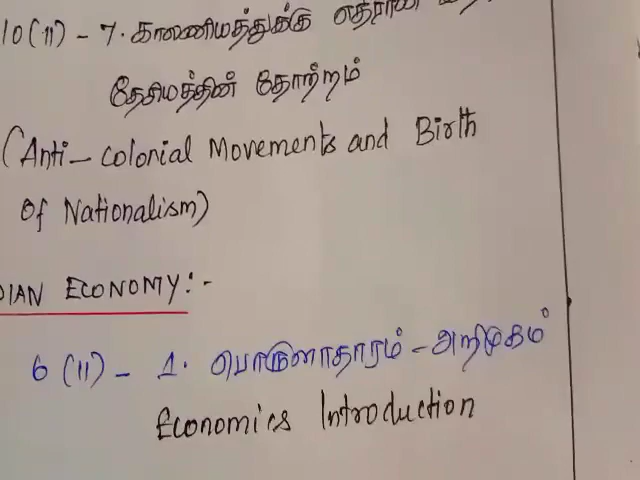 10(11) - 7. காலனியத்துக்கு எதிரான
தேசியத்தின் தோற்றம்
(Anti - colonial Movements and Birth
Of Nationalism)
DIAN ECONOMY: -
6 (11) - 1. பொருளாதாரம் - அறிமுகம்
Economics Introduction